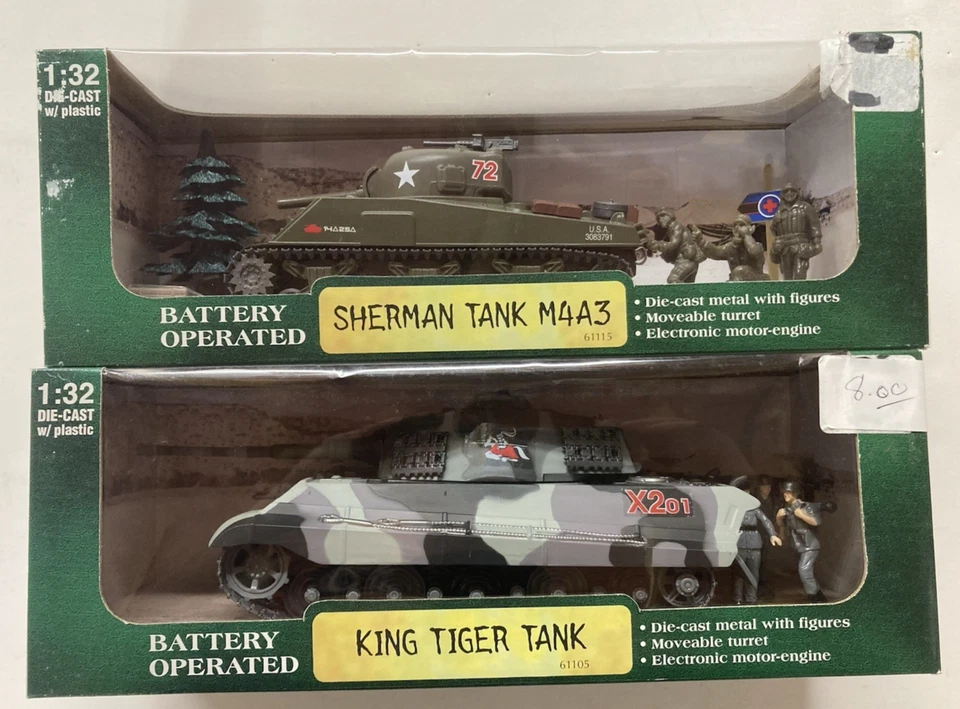 1:32
DIE-CAST
w/ plastic
72
U.S.A.
3083791
BATTERY
OPERATED
SHERMAN TANK M4A3
61115
• Die-cast metal with figures
• Moveable turret
• Electronic motor-engine
1:32
DIE-CAST
w/ plastic
8.00
X201
BATTERY
OPERATED
KING TIGER TANK
61105
• Die-cast metal with figures
• Moveable turret
• Electronic motor-engine